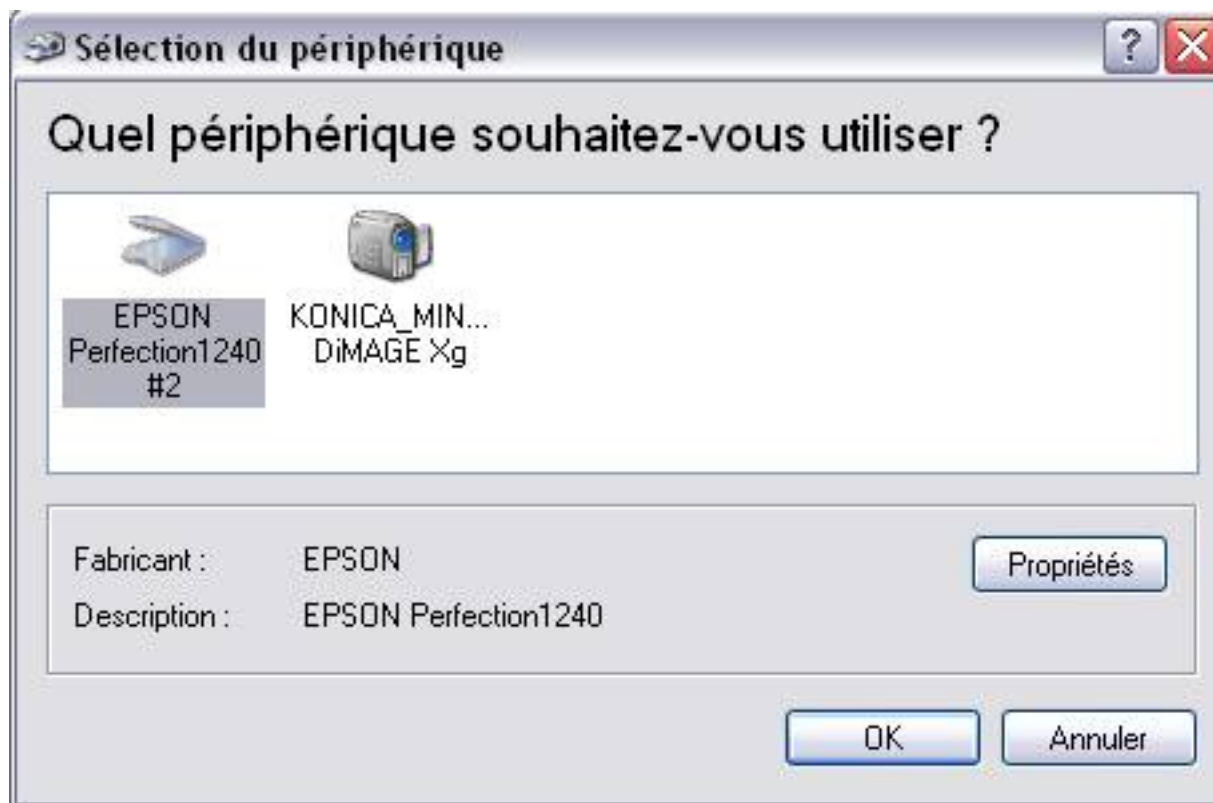 Sélection du périphérique
?
Quel périphérique souhaitez-vous utiliser ?
EPSON
Perfection1240
#2
KONICA_MIN...
DiMAGE Xg
Fabricant : EPSON
Propriétés
Description : EPSON Perfection1240
OK
Annuler